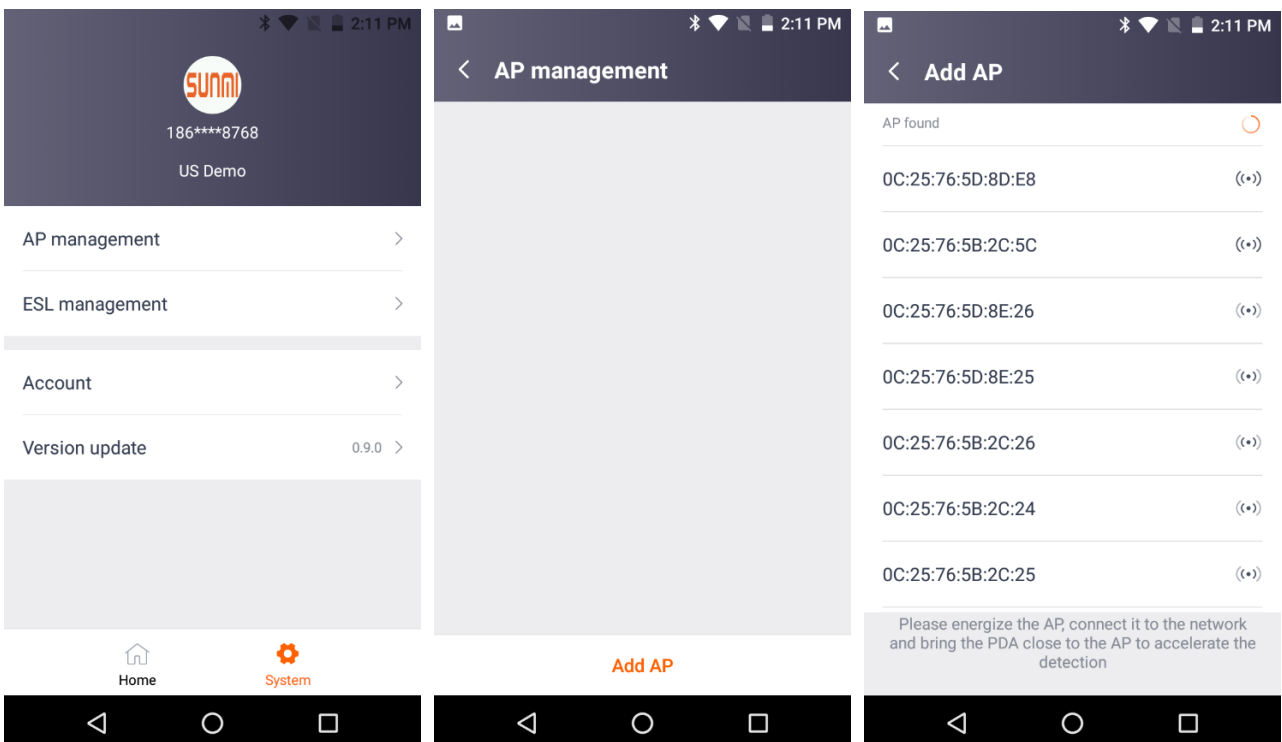 2:11 PM
SUNMI
186****8768
US Demo
AP management
ESL management
Account
Version update 0.9.0
Home System
2:11 PM
AP management
Add AP
2:11 PM
Add AP
AP found
0C:25:76:5D:8D:E8
0C:25:76:5B:2C:5C
0C:25:76:5D:8E:26
0C:25:76:5D:8E:25
0C:25:76:5B:2C:26
0C:25:76:5B:2C:24
0C:25:76:5B:2C:25
Please energize the AP, connect it to the network
and bring the PDA close to the AP to accelerate the
detection